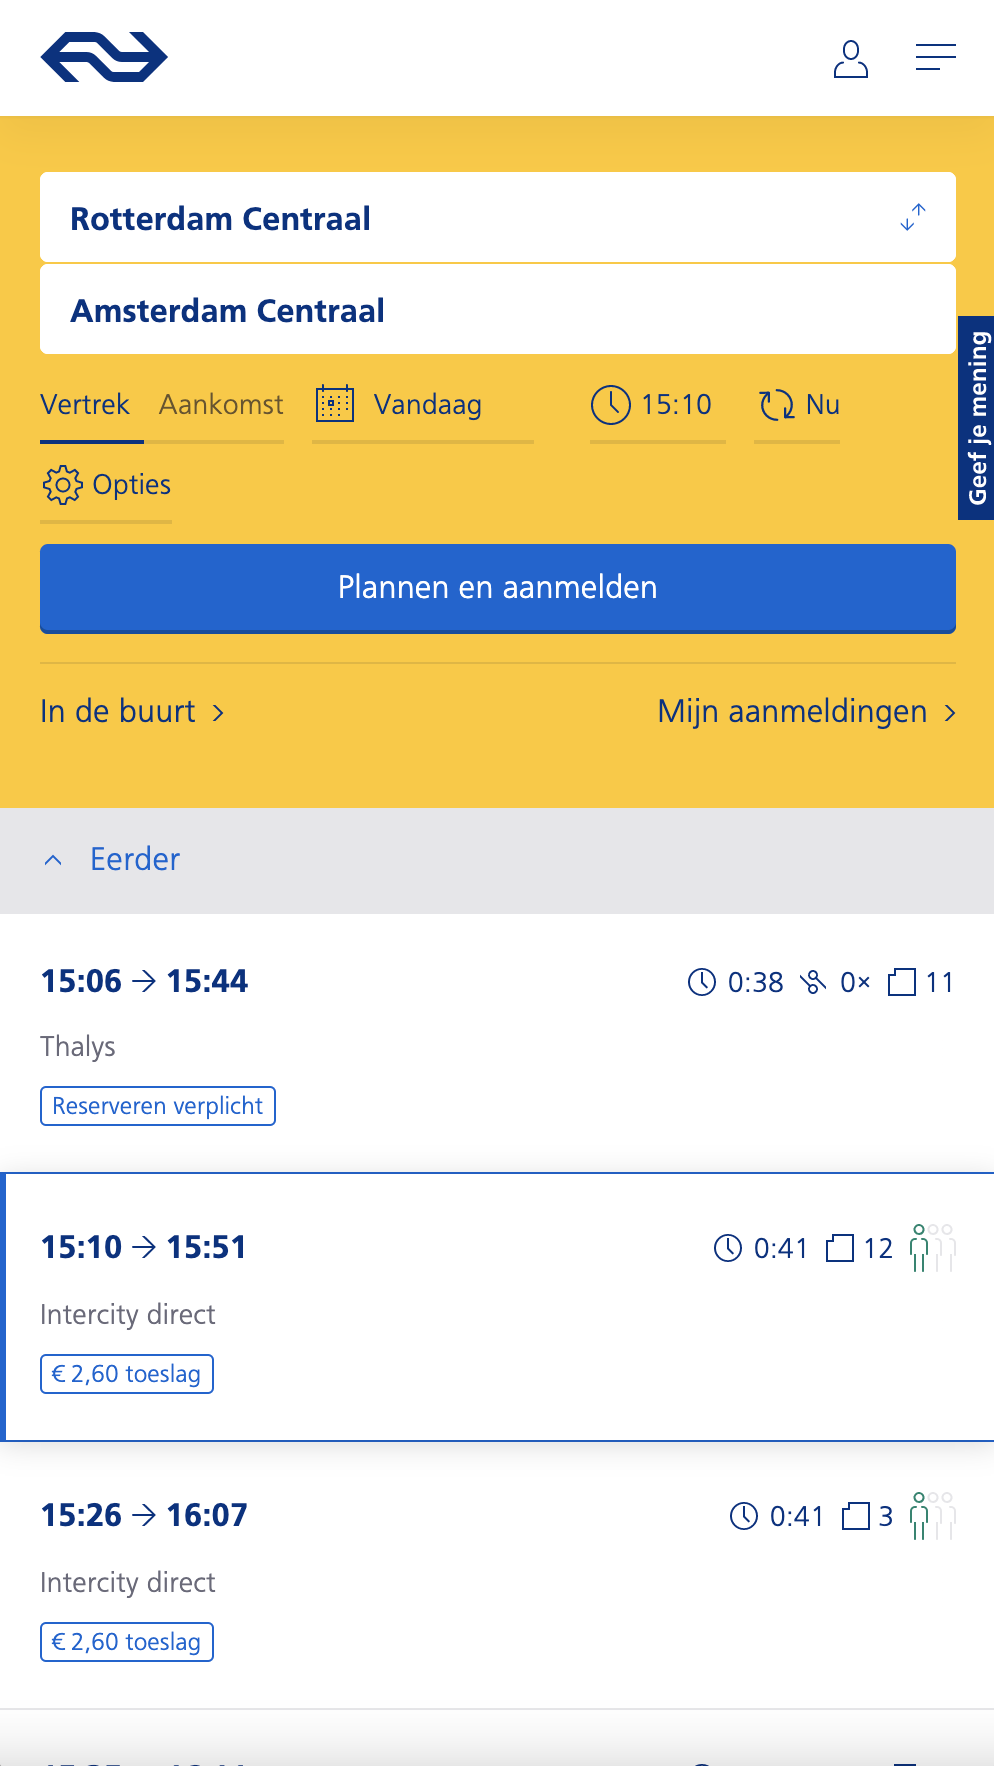 Rotterdam Centraal
Amsterdam Centraal
Geef je mening
Vertrek Aankomst Vandaag 15:10 Nu
Opties
Plannen en aanmelden
In de buurt > Mijn aanmeldingen >
Eerder
15:06 → 15:44 0:38 0× 11
Thalys
Reserveren verplicht
15:10 → 15:51 0:41 12
Intercity direct
€ 2,60 toeslag
15:26 → 16:07 0:41 3
Intercity direct
€ 2,60 toeslag